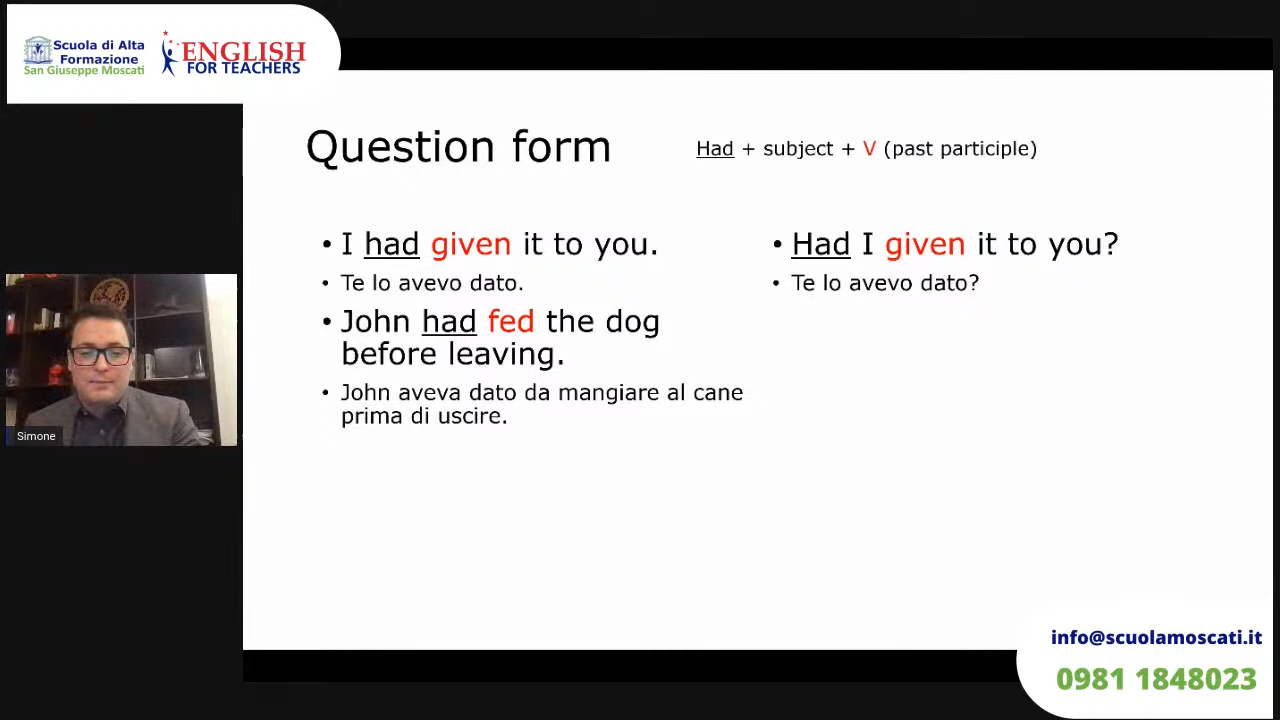 Scuola di Alta
Formazione
San Giuseppe Moscati
ENGLISH
FOR TEACHERS
Question form
Had + subject + V (past participle)
• I had given it to you.
• Te lo avevo dato.
• John had fed the dog
before leaving.
• John aveva dato da mangiare al cane
prima di uscire.
• Had I given it to you?
• Te lo avevo dato?
Simone
info@scuolamoscati.it
0981 1848023